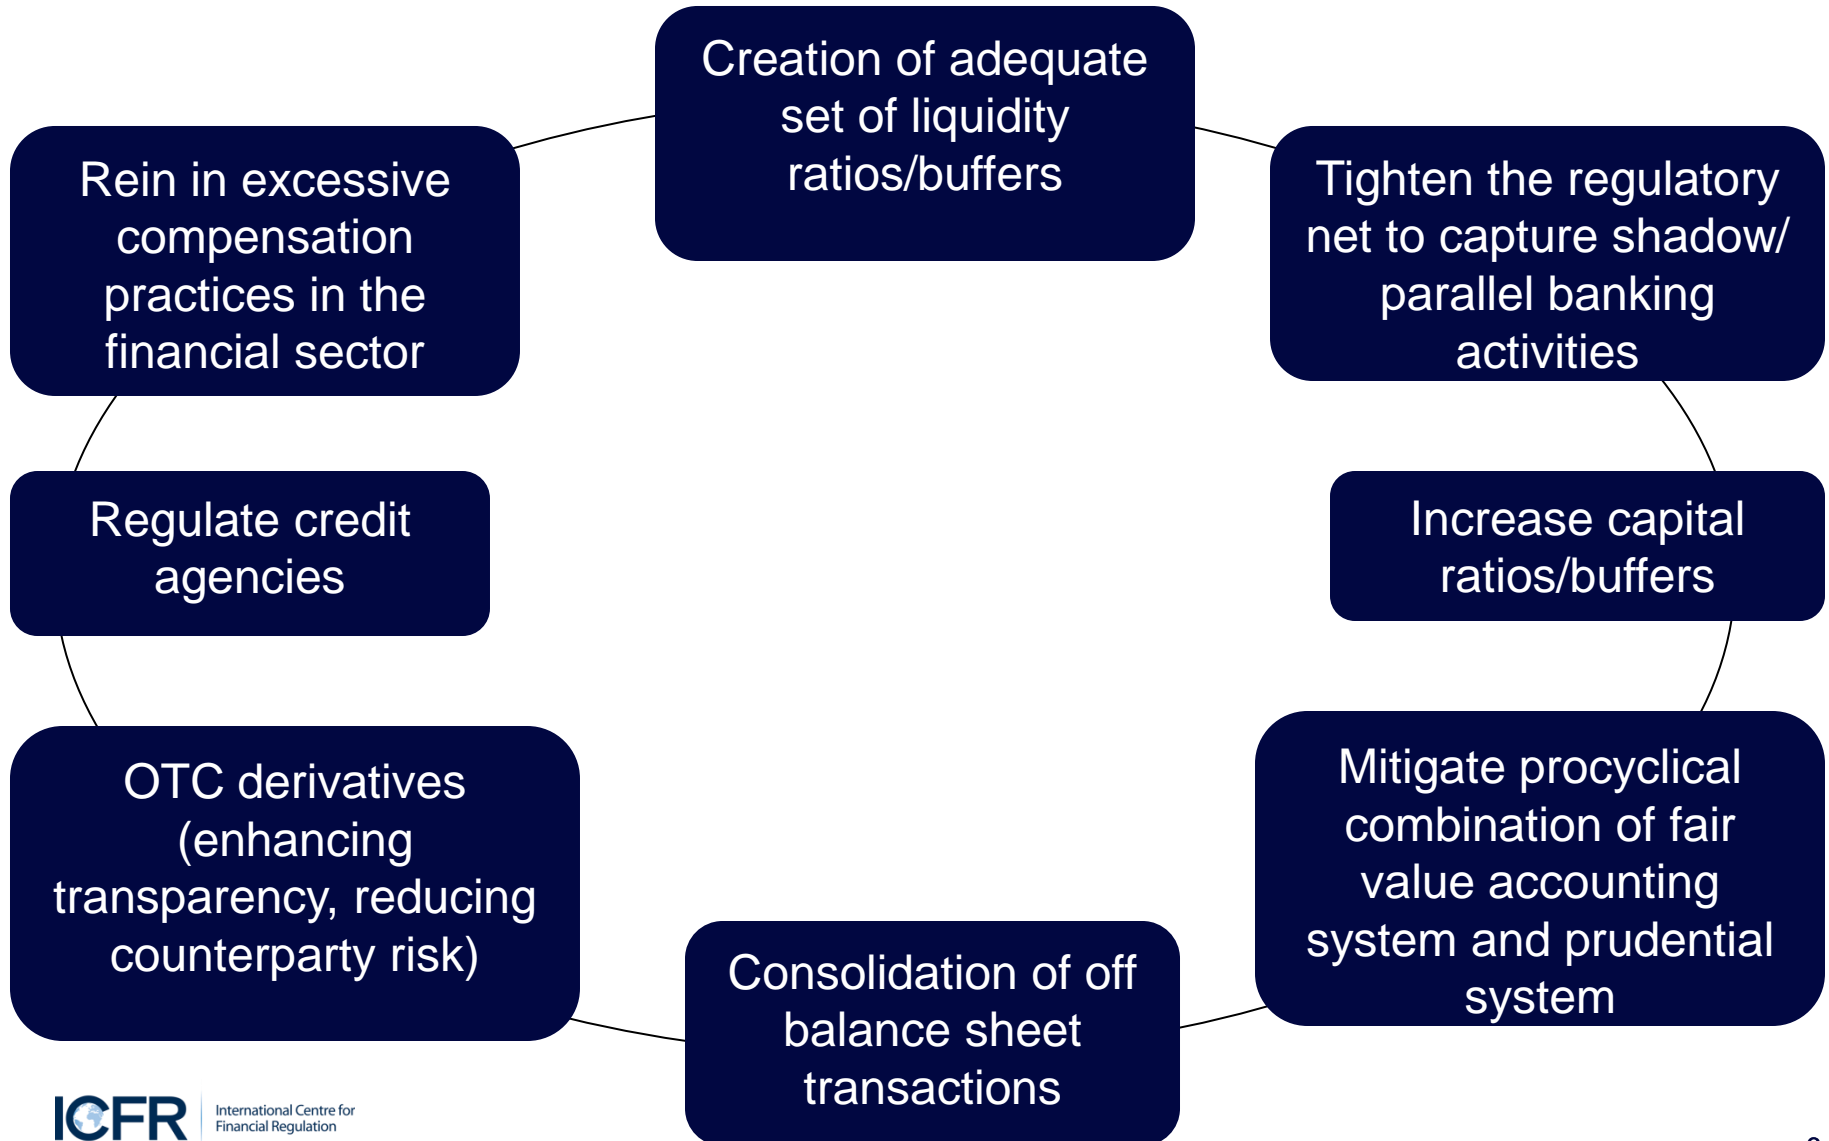 Creation of adequate
set of liquidity
ratios/buffers
Tighten the regulatory
net to capture shadow/
parallel banking
activities
Increase capital
ratios/buffers
Mitigate procyclical
combination of fair
value accounting
system and prudential
system
Consolidation of off
balance sheet
transactions
OTC derivatives
(enhancing
transparency, reducing
counterparty risk)
Regulate credit
agencies
Rein in excessive
compensation
practices in the
financial sector
ICFR
International Centre for
Financial Regulation